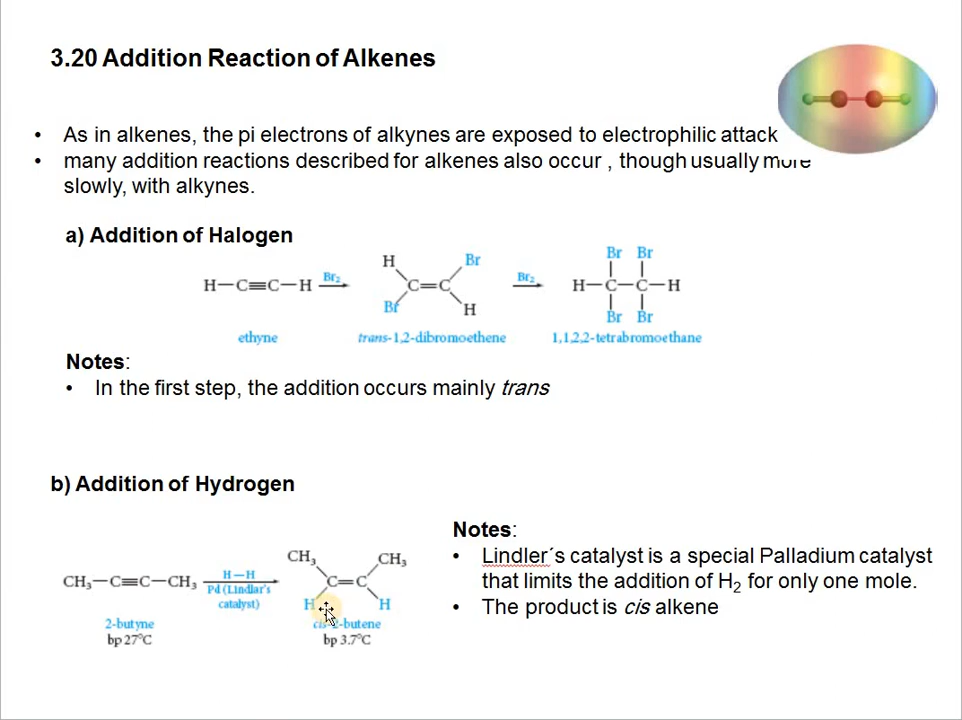 3.20 Addition Reaction of Alkenes
• As in alkenes, the pi electrons of alkynes are exposed to electrophilic attack
• many addition reactions described for alkenes also occur , though usually more
slowly, with alkynes.
a) Addition of Halogen
H—C≡C—H Br₂ H Br C=C Br H Br₂ Br Br H—C—C—H Br Br
ethyne trans-1,2-dibromoethene 1,1,2,2-tetrabromoethane
Notes:
• In the first step, the addition occurs mainly trans
b) Addition of Hydrogen
CH₃—C≡C—CH₃ H—H Pd (Lindlar's catalyst) CH₃ CH₃ C=C H H
2-butyne cis-2-butene
bp 27°C bp 3.7°C
Notes:
• Lindler´s catalyst is a special Palladium catalyst
that limits the addition of H₂ for only one mole.
• The product is cis alkene